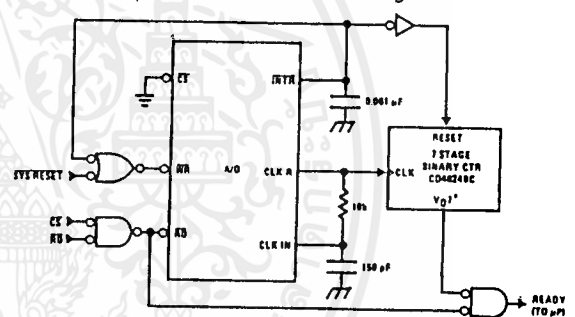 CS
INTR
0.001 µF
SYS RESET
WR
A/D
CLK R
CLK
RESET
7 STAGE
BINARY CTR
CD4024BC
10k
CS
RD
RD
CLK IN
150 pF
READY
(TO µP)